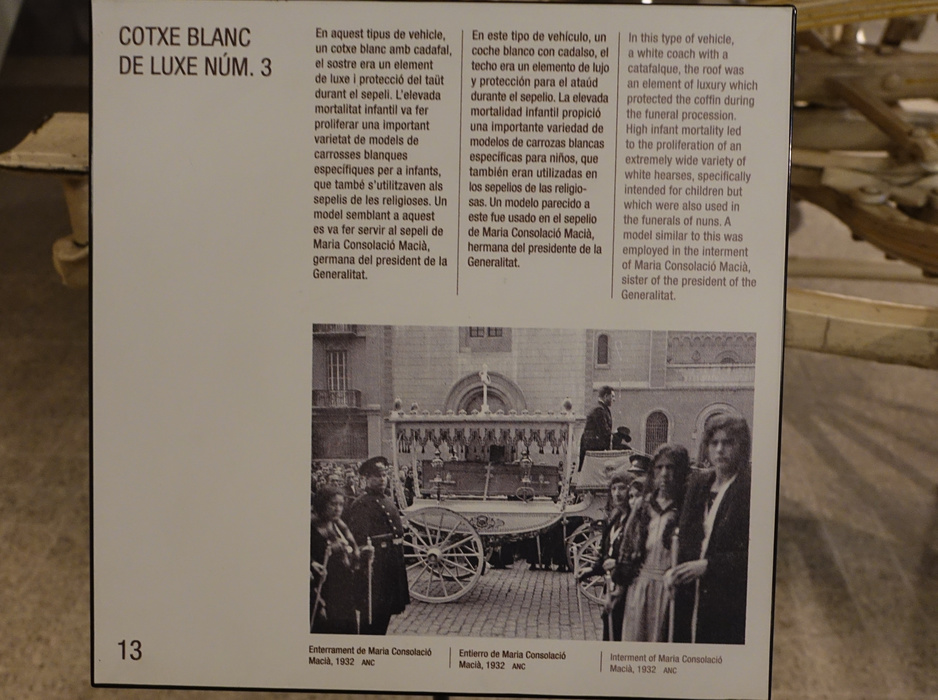 COTXE BLANC
DE LUXE NÚM. 3
En aquest tipus de vehicle,
un cotxe blanc amb cadafal,
el sostre era un element
de luxe i protecció del taüt
durant el sepeli. L'elevada
mortalitat infantil va fer
proliferar una important
varietat de models de
carrosses blanques
específiques per a infants,
que també s'utilitzaven als
sepelis de les religioses. Un
model semblant a aquest
es va fer servir al sepeli de
Maria Consolació Macià,
germana del president de la
Generalitat.
En este tipo de vehículo, un
coche blanco con cadalso, el
techo era un elemento de lujo
y protección para el ataúd
durante el sepelio. La elevada
mortalidad infantil propició
una importante variedad de
modelos de carrozas blancas
específicas para niños, que
también eran utilizadas en
los sepelios de las religio-
sas. Un modelo parecido a
este fue usado en el sepelio
de Maria Consolació Macià,
hermana del presidente de la
Generalitat.
In this type of vehicle,
a white coach with a
catafalque, the roof was
an element of luxury which
protected the coffin during
the funeral procession.
High infant mortality led
to the proliferation of an
extremely wide variety of
white hearses, specifically
intended for children but
which were also used in
the funerals of nuns. A
model similar to this was
employed in the interment
of Maria Consolació Macià,
sister of the president of the
Generalitat.
Enterrament de Maria Consolació
Macià, 1932 ANC
Entierro de Maria Consolació
Macià, 1932 ANC
Interment of Maria Consolació
Macià, 1932 ANC
13